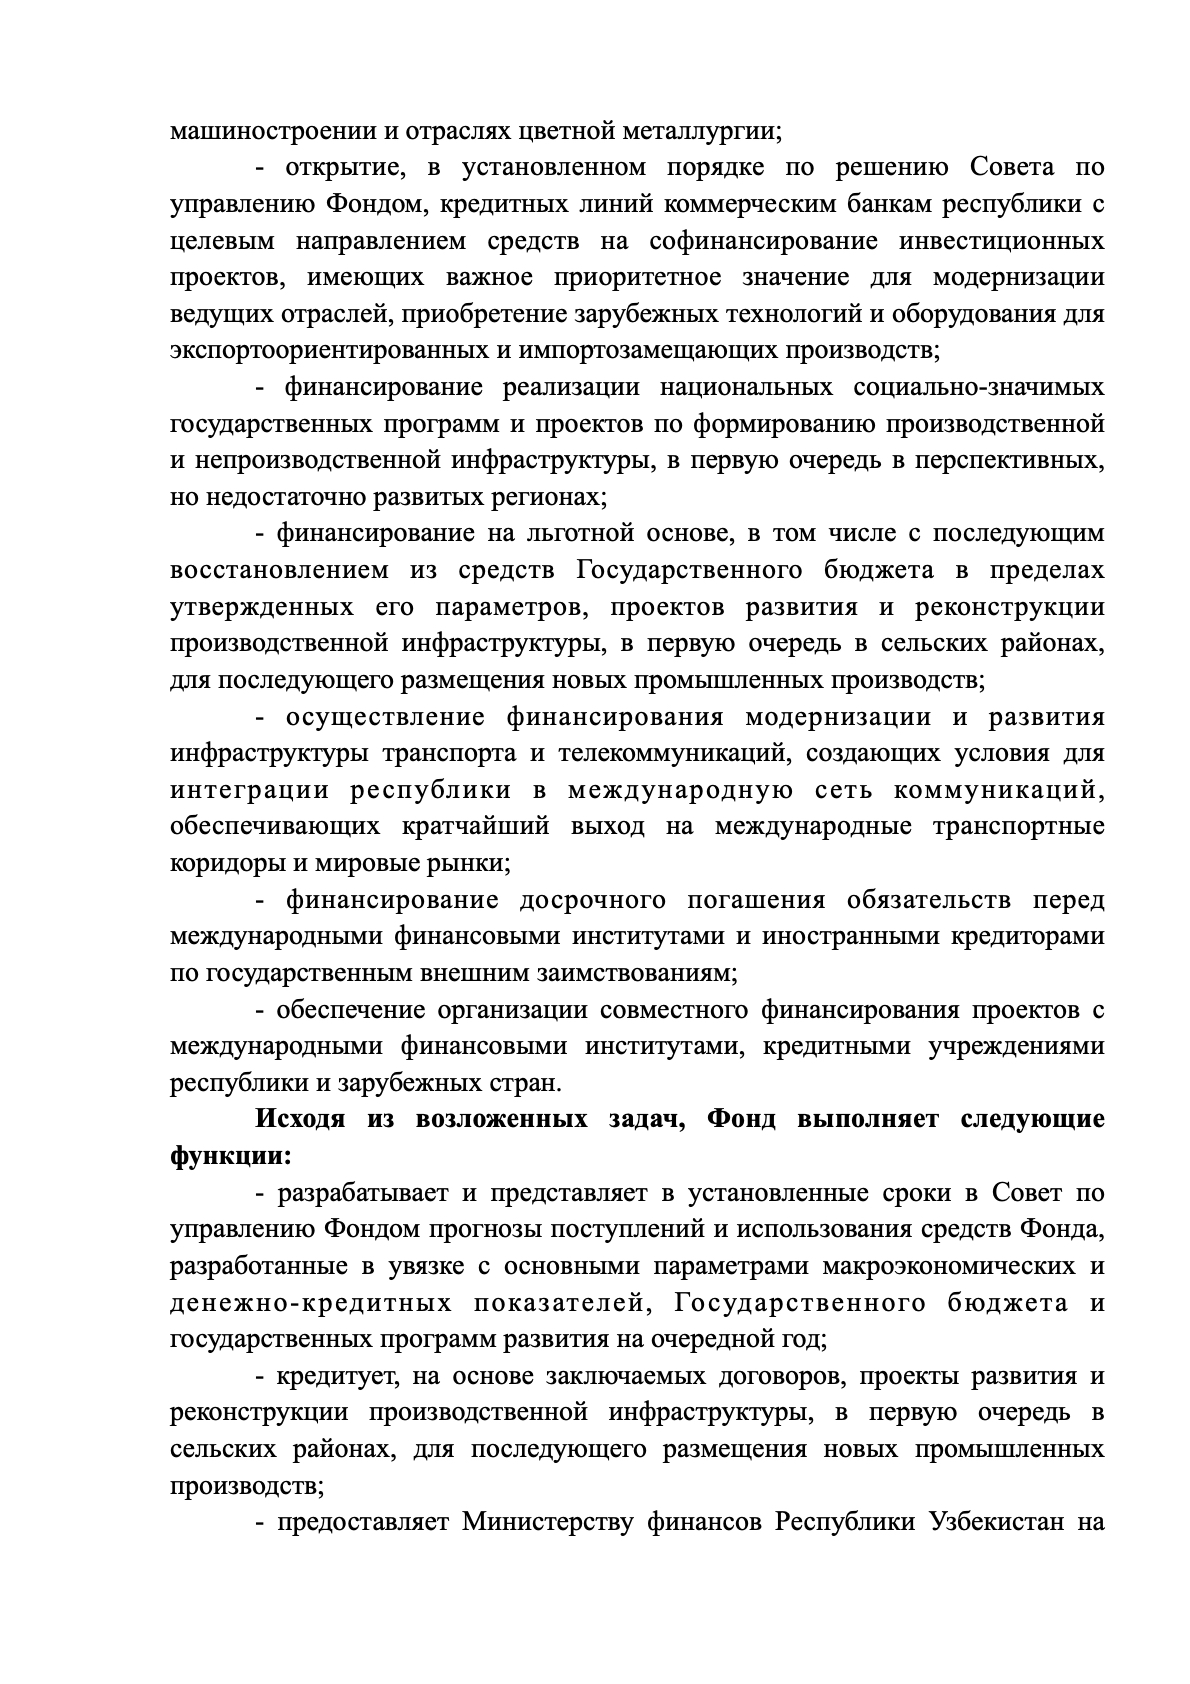 машиностроении и отраслях цветной металлургии;
- открытие, в установленном порядке по решению Совета по
управлению Фондом, кредитных линий коммерческим банкам республики с
целевым направлением средств на софинансирование инвестиционных
проектов, имеющих важное приоритетное значение для модернизации
ведущих отраслей, приобретение зарубежных технологий и оборудования для
экспортоориентированных и импортозамещающих производств;
- финансирование реализации национальных социально-значимых
государственных программ и проектов по формированию производственной
и непроизводственной инфраструктуры, в первую очередь в перспективных,
но недостаточно развитых регионах;
- финансирование на льготной основе, в том числе с последующим
восстановлением из средств Государственного бюджета в пределах
утвержденных его параметров, проектов развития и реконструкции
производственной инфраструктуры, в первую очередь в сельских районах,
для последующего размещения новых промышленных производств;
- осуществление финансирования модернизации и развития
инфраструктуры транспорта и телекоммуникаций, создающих условия для
интеграции республики в международную сеть коммуникаций,
обеспечивающих кратчайший выход на международные транспортные
коридоры и мировые рынки;
- финансирование досрочного погашения обязательств перед
международными финансовыми институтами и иностранными кредиторами
по государственным внешним заимствованиям;
- обеспечение организации совместного финансирования проектов с
международными финансовыми институтами, кредитными учреждениями
республики и зарубежных стран.
Исходя из возложенных задач, Фонд выполняет следующие
функции:
- разрабатывает и представляет в установленные сроки в Совет по
управлению Фондом прогнозы поступлений и использования средств Фонда,
разработанные в увязке с основными параметрами макроэкономических и
денежно-кредитных показателей, Государственного бюджета и
государственных программ развития на очередной год;
- кредитует, на основе заключаемых договоров, проекты развития и
реконструкции производственной инфраструктуры, в первую очередь в
сельских районах, для последующего размещения новых промышленных
производств;
- предоставляет Министерству финансов Республики Узбекистан на